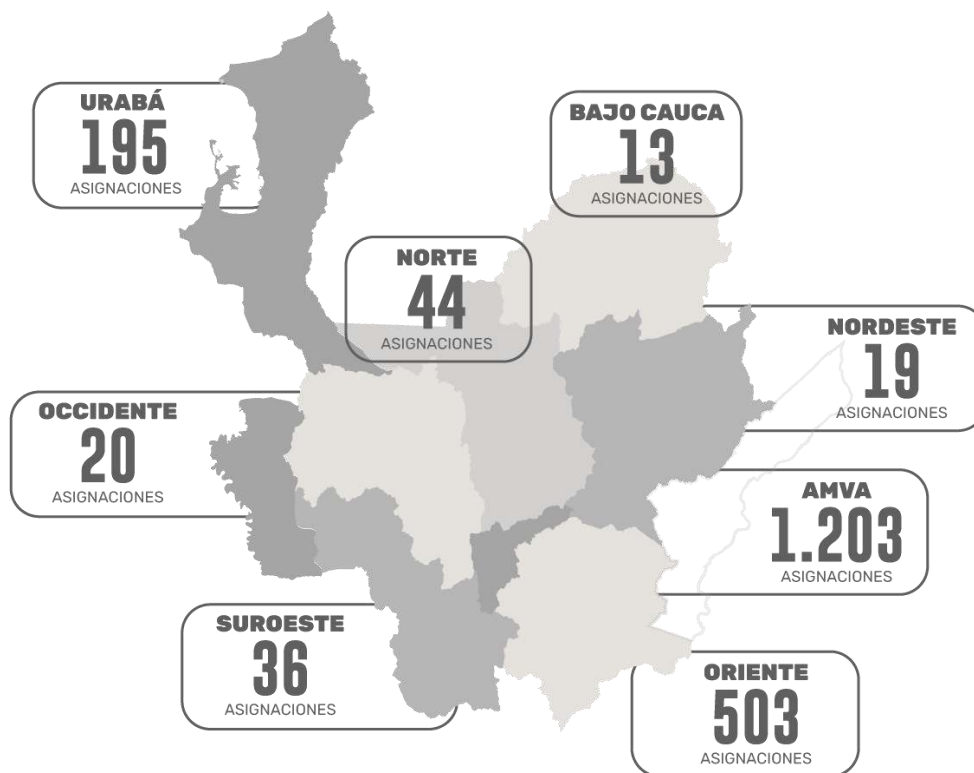 URABÁ
195
ASIGNACIONES
BAJO CAUCA
13
ASIGNACIONES
NORTE
44
ASIGNACIONES
NORDESTE
19
ASIGNACIONES
OCCIDENTE
20
ASIGNACIONES
AMVA
1.203
ASIGNACIONES
SUROESTE
36
ASIGNACIONES
ORIENTE
503
ASIGNACIONES